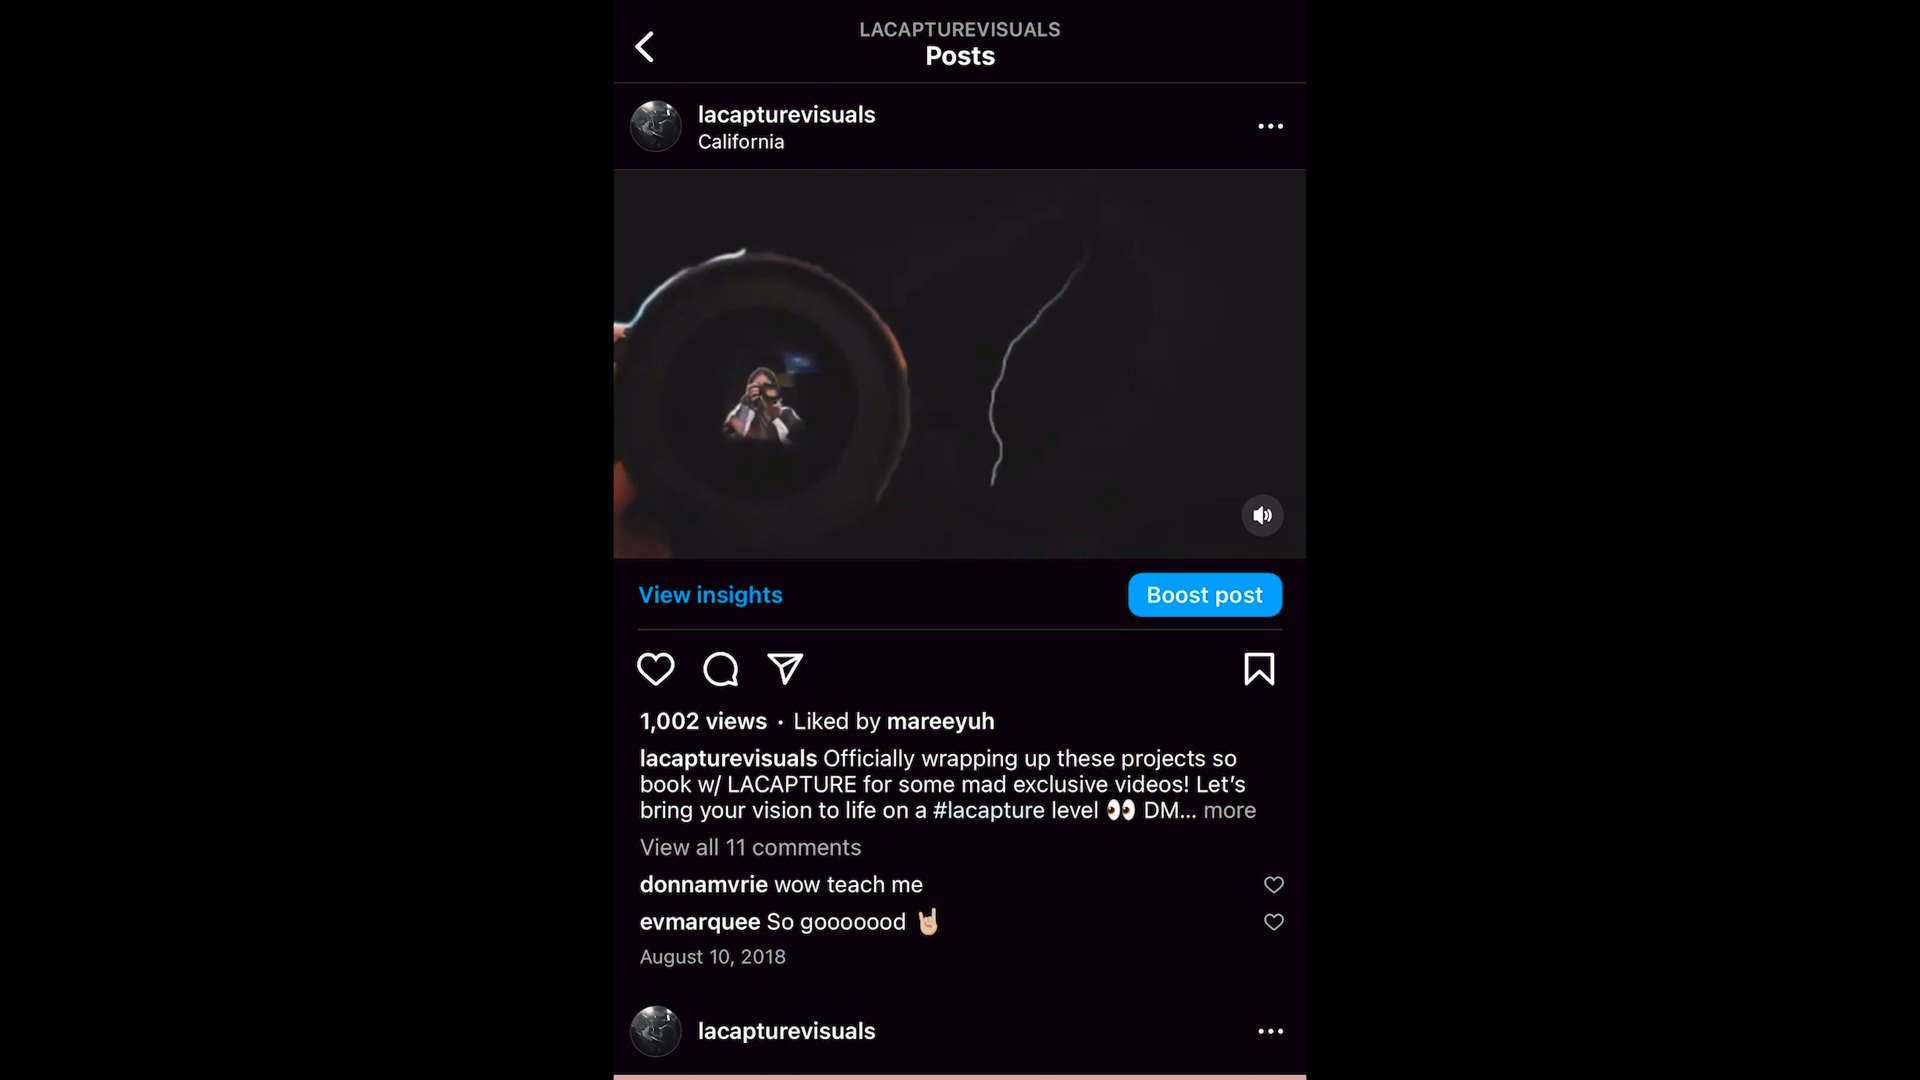 LACAPTUREVISUALS
Posts
lacapturevisuals
California
View insights
Boost post
1,002 views · Liked by mareeyuh
lacapturevisuals Officially wrapping up these projects so
book w/ LACAPTURE for some mad exclusive videos! Let’s
bring your vision to life on a #lacapture level 👀 DM... more
View all 11 comments
donnamvrie wow teach me
evmarquee So gooooood 🤘🏼
August 10, 2018
lacapturevisuals